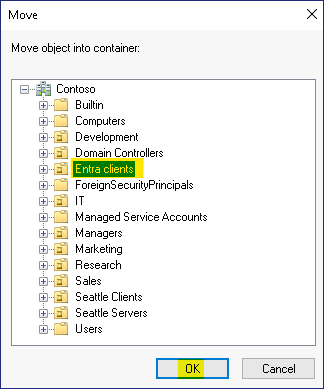 Move
Move object into container:
Contoso
Builtin
Computers
Development
Domain Controllers
Entra clients
ForeignSecurityPrincipals
IT
Managed Service Accounts
Managers
Marketing
Research
Sales
Seattle Clients
Seattle Servers
Users
OK Cancel